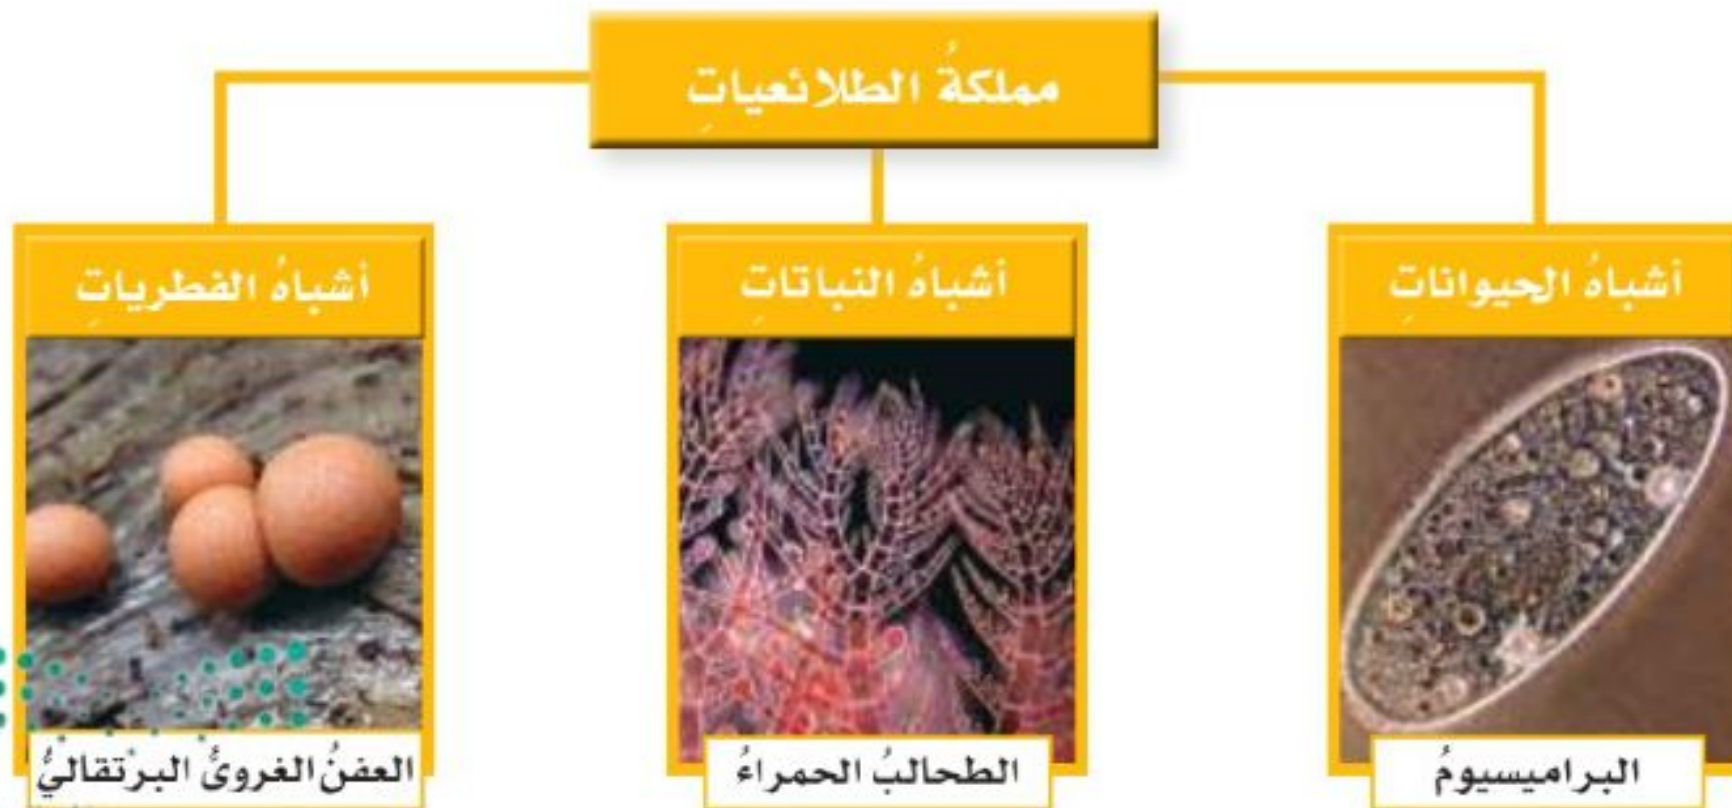 مملكةُ الطلائعياتِ
أشباهُ الحيواناتِ
أشباهُ النباتاتِ
أشباهُ الفطرياتِ
البراميسيومُ
الطحالبُ الحمراءُ
العفنُ الغرويُّ البرتقاليُّ